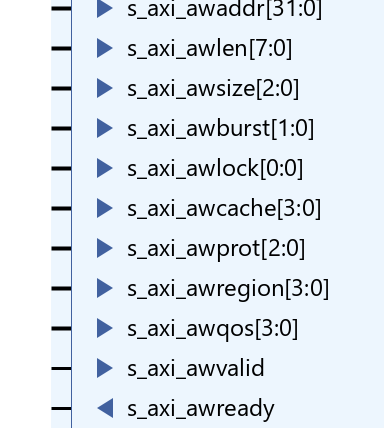 s_axi_awaddr[31:0]
s_axi_awlen[7:0]
s_axi_awsize[2:0]
s_axi_awburst[1:0]
s_axi_awlock[0:0]
s_axi_awcache[3:0]
s_axi_awprot[2:0]
s_axi_awregion[3:0]
s_axi_awqos[3:0]
s_axi_awvalid
s_axi_awready